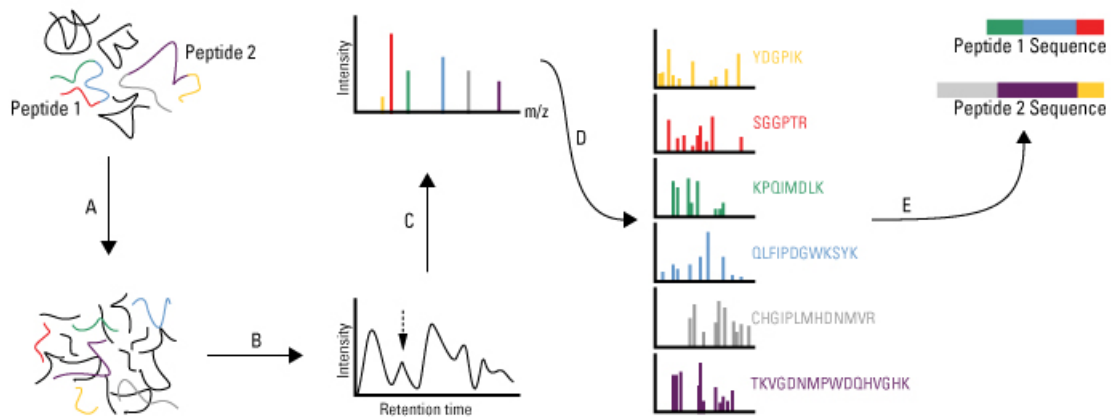 Peptide 2
Peptide 1
A
B
Intensity
Retention time
C
Intensity
m/z
D
YDGPIK
SGGPTR
KPQIMDLK
QLFIPDGWKSYK
CHGIPLMHDNMVR
TKVGDNMPWDQHVGHK
E
Peptide 1 Sequence
Peptide 2 Sequence